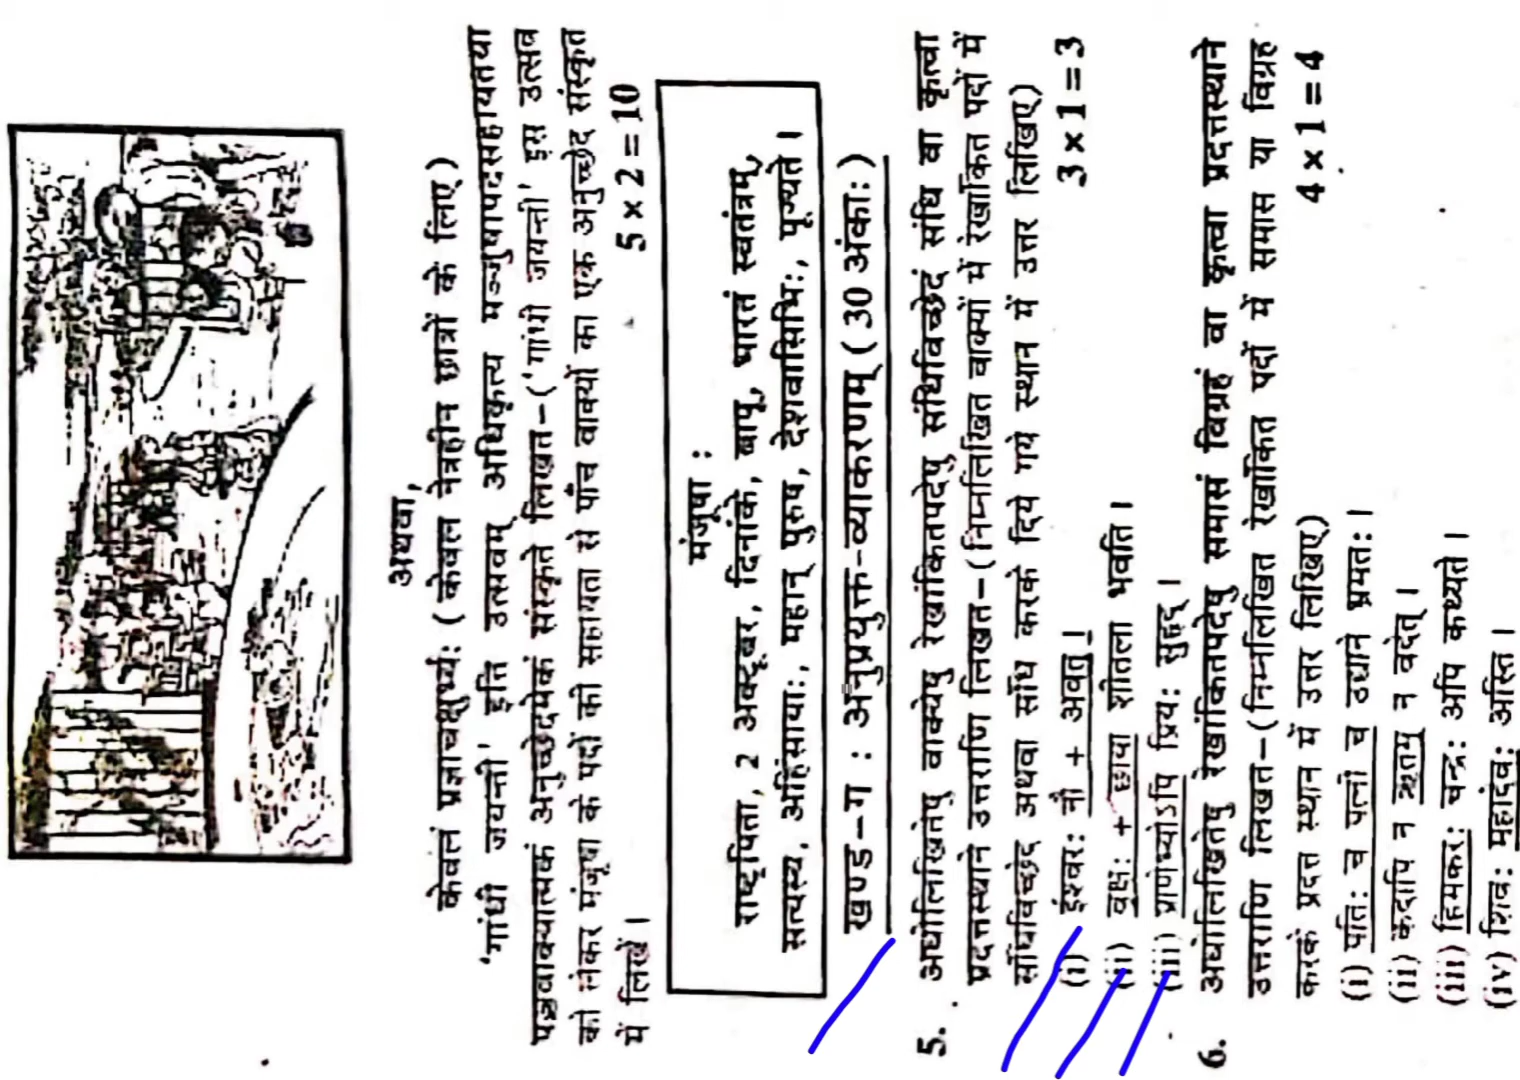 अथवा,
केवलं प्रज्ञाचक्षुर्भ्यः ( केवल नेत्रहीन छात्रों के लिए )
'गांधी जयन्ती' इति उत्सवम् अधिकृत्य मञ्जुषापदसहायतया
पञ्चवाक्यात्मकं अनुच्छेदमेकं संस्कृते लिखत–('गांधी जयन्ती' इस उत्सव
को लेकर मंजूषा के पदों की सहायता से पाँच वाक्यों का एक अनुच्छेद संस्कृत
में लिखें । 5 x 2 = 10
मंजूषा :
राष्ट्रपिता, 2 अक्टूबर, दिनांके, बापू, भारतं स्वतंत्रम्,
सत्यस्य, अहिंसायाः, महान् पुरुष, देशवासिभिः, पूज्यते ।
खण्ड-ग : अनुप्रयुक्त-व्याकरणम् ( 30 अंकाः )
5. अधोलिखितेषु वाक्येषु रेखांकितपदेषु संधिविच्छेदं संधि वा कृत्वा
प्रदत्तस्थाने उत्तराणि लिखत–(निम्नलिखित वाक्यों में रेखांकित पदों में
संधिविच्छेद अथवा संधि करके दिये गये स्थान में उत्तर लिखिए)
3 x 1 = 3
(i) ईश्वरः नौ + अवतु ।
(ii) वृक्षः + छाया शीतला भवति ।
(iii) प्राणेभ्योऽपि प्रियः सुहृद् ।
6. अधोलिखितेषु रेखांकितपदेषु समासं विग्रहं वा कृत्वा प्रदत्तस्थाने
उत्तराणि लिखत–(निम्नलिखित रेखांकित पदों में समास या विग्रह
करके प्रदत्त स्थान में उत्तर लिखिए) 4 x 1 = 4
(i) पतिः च पत्नी च उद्याने भ्रमतः ।
(ii) कदापि न ऋतम् न वदेत् ।
(iii) हिमकरः चन्द्रः अपि कथ्यते ।
(iv) शिवः महादेवः अस्ति ।